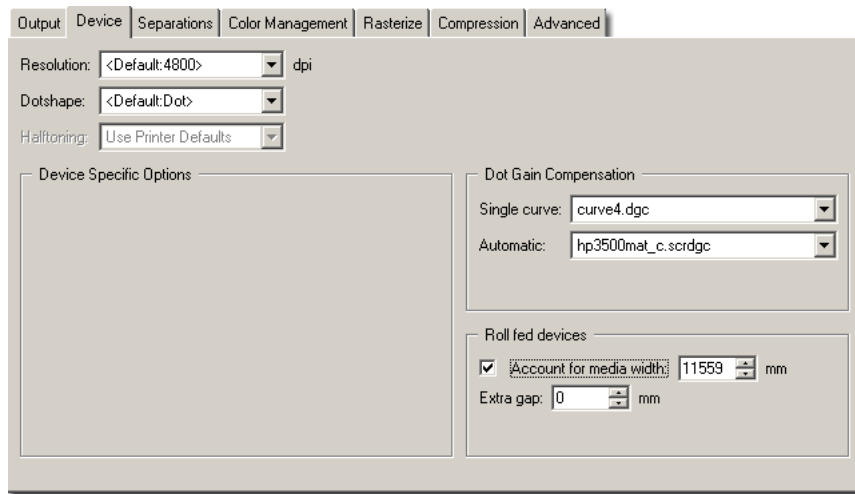 Output Device Separations Color Management Rasterize Compression Advanced
Resolution: <Default:4800> dpi
Dotshape: <Default:Dot>
Halftoning: Use Printer Defaults
Device Specific Options
Dot Gain Compensation
Single curve: curve4.dgc
Automatic: hp3500mat_c.scrdgc
Roll fed devices
Account for media width: 11559 mm
Extra gap: 0 mm